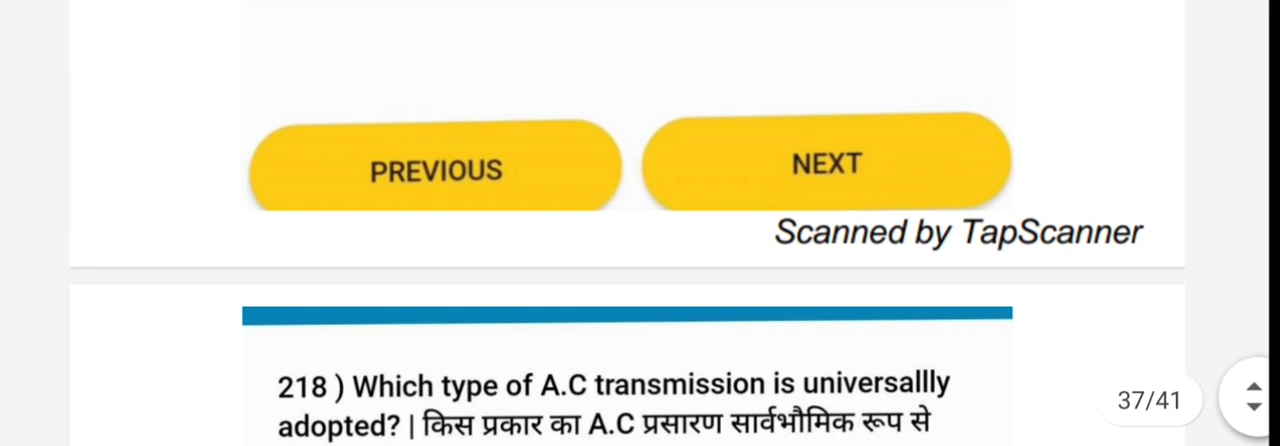 PREVIOUS NEXT
Scanned by TapScanner
218 ) Which type of A.C transmission is universallly
adopted? | किस प्रकार का A.C प्रसारण सार्वभौमिक रूप से
37/41